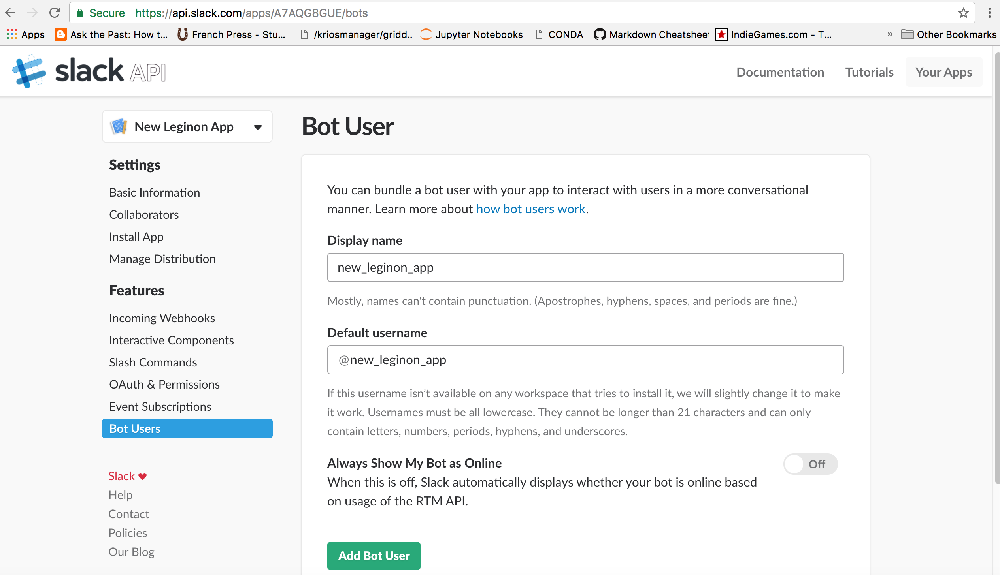 Secure https://api.slack.com/apps/A7AQG8GUE/bots
Apps Ask the Past: How t... French Press - Stu... /kriosmanager/gridd... Jupyter Notebooks CONDA Markdown Cheatsheet IndieGames.com - T... » Other Bookmarks
slack API
Documentation Tutorials Your Apps
New Leginon App
Settings
Basic Information
Collaborators
Install App
Manage Distribution
Features
Incoming Webhooks
Interactive Components
Slash Commands
OAuth & Permissions
Event Subscriptions
Bot Users
Slack ♥
Help
Contact
Policies
Our Blog
Bot User
You can bundle a bot user with your app to interact with users in a more conversational
manner. Learn more about how bot users work.
Display name
new_leginon_app
Mostly, names can't contain punctuation. (Apostrophes, hyphens, spaces, and periods are fine.)
Default username
@new_leginon_app
If this username isn’t available on any workspace that tries to install it, we will slightly change it to make
it work. Usernames must be all lowercase. They cannot be longer than 21 characters and can only
contain letters, numbers, periods, hyphens, and underscores.
Always Show My Bot as Online
Off
When this is off, Slack automatically displays whether your bot is online based
on usage of the RTM API.
Add Bot User